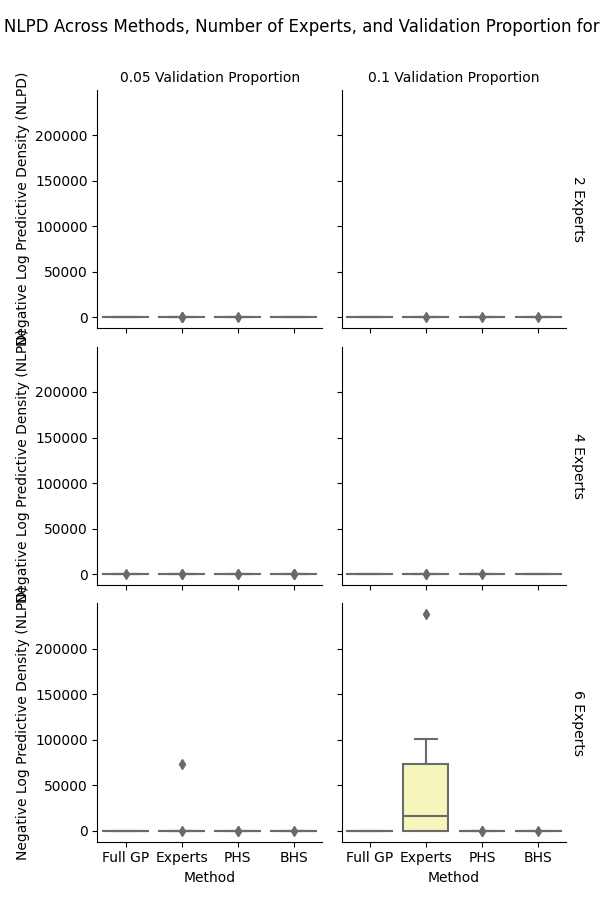 NLPD Across Methods, Number of Experts, and Validation Proportion for
0.05 Validation Proportion
0.1 Validation Proportion
Negative Log Predictive Density (NLPD)
200000
150000
100000
50000
0
2 Experts
Negative Log Predictive Density (NLPD)
200000
150000
100000
50000
0
4 Experts
Negative Log Predictive Density (NLPD)
200000
150000
100000
50000
0
6 Experts
Full GP Experts PHS BHS
Full GP Experts PHS BHS
Method
Method